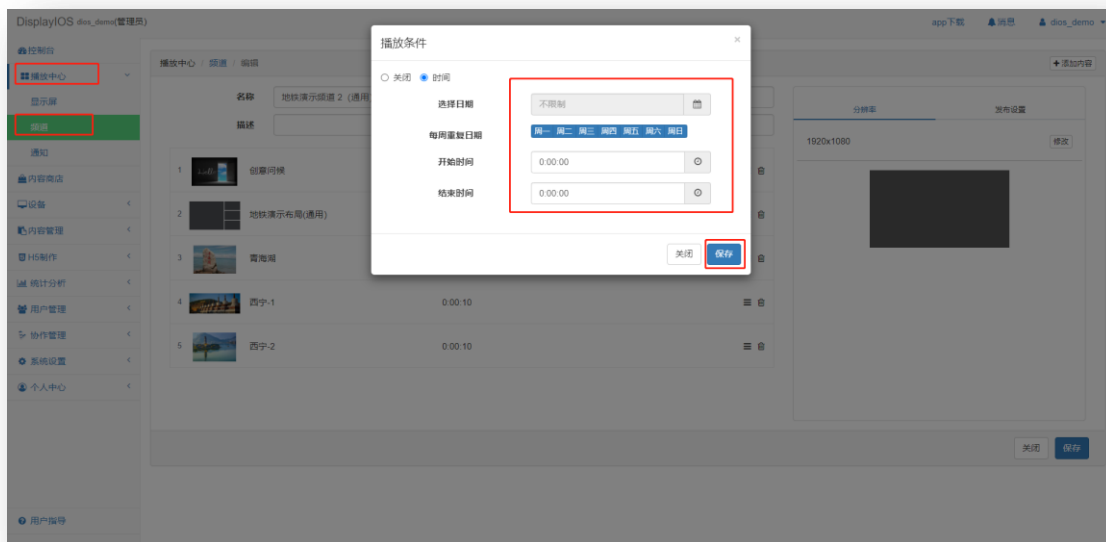 DisplayIOS dios_demo(管理员)
app下载 消息 dios_demo
控制台
播放中心
显示屏
频道
通知
内容商店
设备
内容管理
H5制作
统计分析
用户管理
协作管理
系统设置
个人中心
用户指导
播放中心 / 频道 / 编辑
添加内容
名称 地铁演示频道 2 (通用
描述
1 创意问候
2 地铁演示布局(通用)
3 青海湖
4 西宁-1 0:00:10
5 西宁-2 0:00:10
播放条件 ×
关闭 时间
选择日期 不限制
每周重复日期 周一 周二 周三 周四 周五 周六 周日
开始时间 0:00:00
结束时间 0:00:00
关闭 保存
分辨率 发布设置
1920x1080 修改
关闭 保存